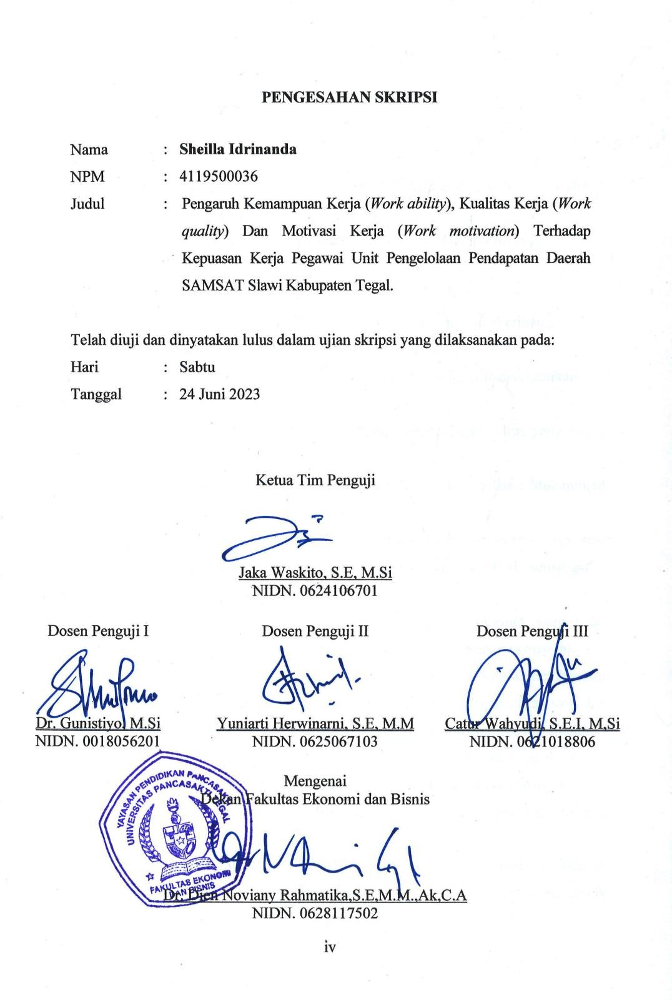 PENGESAHAN SKRIPSI
Nama : Sheilla Idrinanda
NPM : 4119500036
Judul : Pengaruh Kemampuan Kerja (Work ability), Kualitas Kerja (Work
quality) Dan Motivasi Kerja (Work motivation) Terhadap
Kepuasan Kerja Pegawai Unit Pengelolaan Pendapatan Daerah
SAMSAT Slawi Kabupaten Tegal.
Telah diuji dan dinyatakan lulus dalam ujian skripsi yang dilaksanakan pada:
Hari : Sabtu
Tanggal : 24 Juni 2023
Ketua Tim Penguji
Jaka Waskito, S.E, M.Si
NIDN. 0624106701
Dosen Penguji I
Dr. Gunistiyo, M.Si
NIDN. 0018056201
Dosen Penguji II
Yuniarti Herwinarni, S.E, M.M
NIDN. 0625067103
Dosen Penguji III
Catur Wahyudi, S.E.I, M,Si
NIDN. 0621018806
Mengenai
Dekan Fakultas Ekonomi dan Bisnis
YAYASAN PENDIDIKAN PANCASAKTI
UNIVERSITAS PANCASAKTI TEGAL
FAKULTAS EKONOMI
DAN BISNIS
Dr. Dien Noviany Rahmatika,S.E,M.M.,Ak,C.A
NIDN. 0628117502
iv